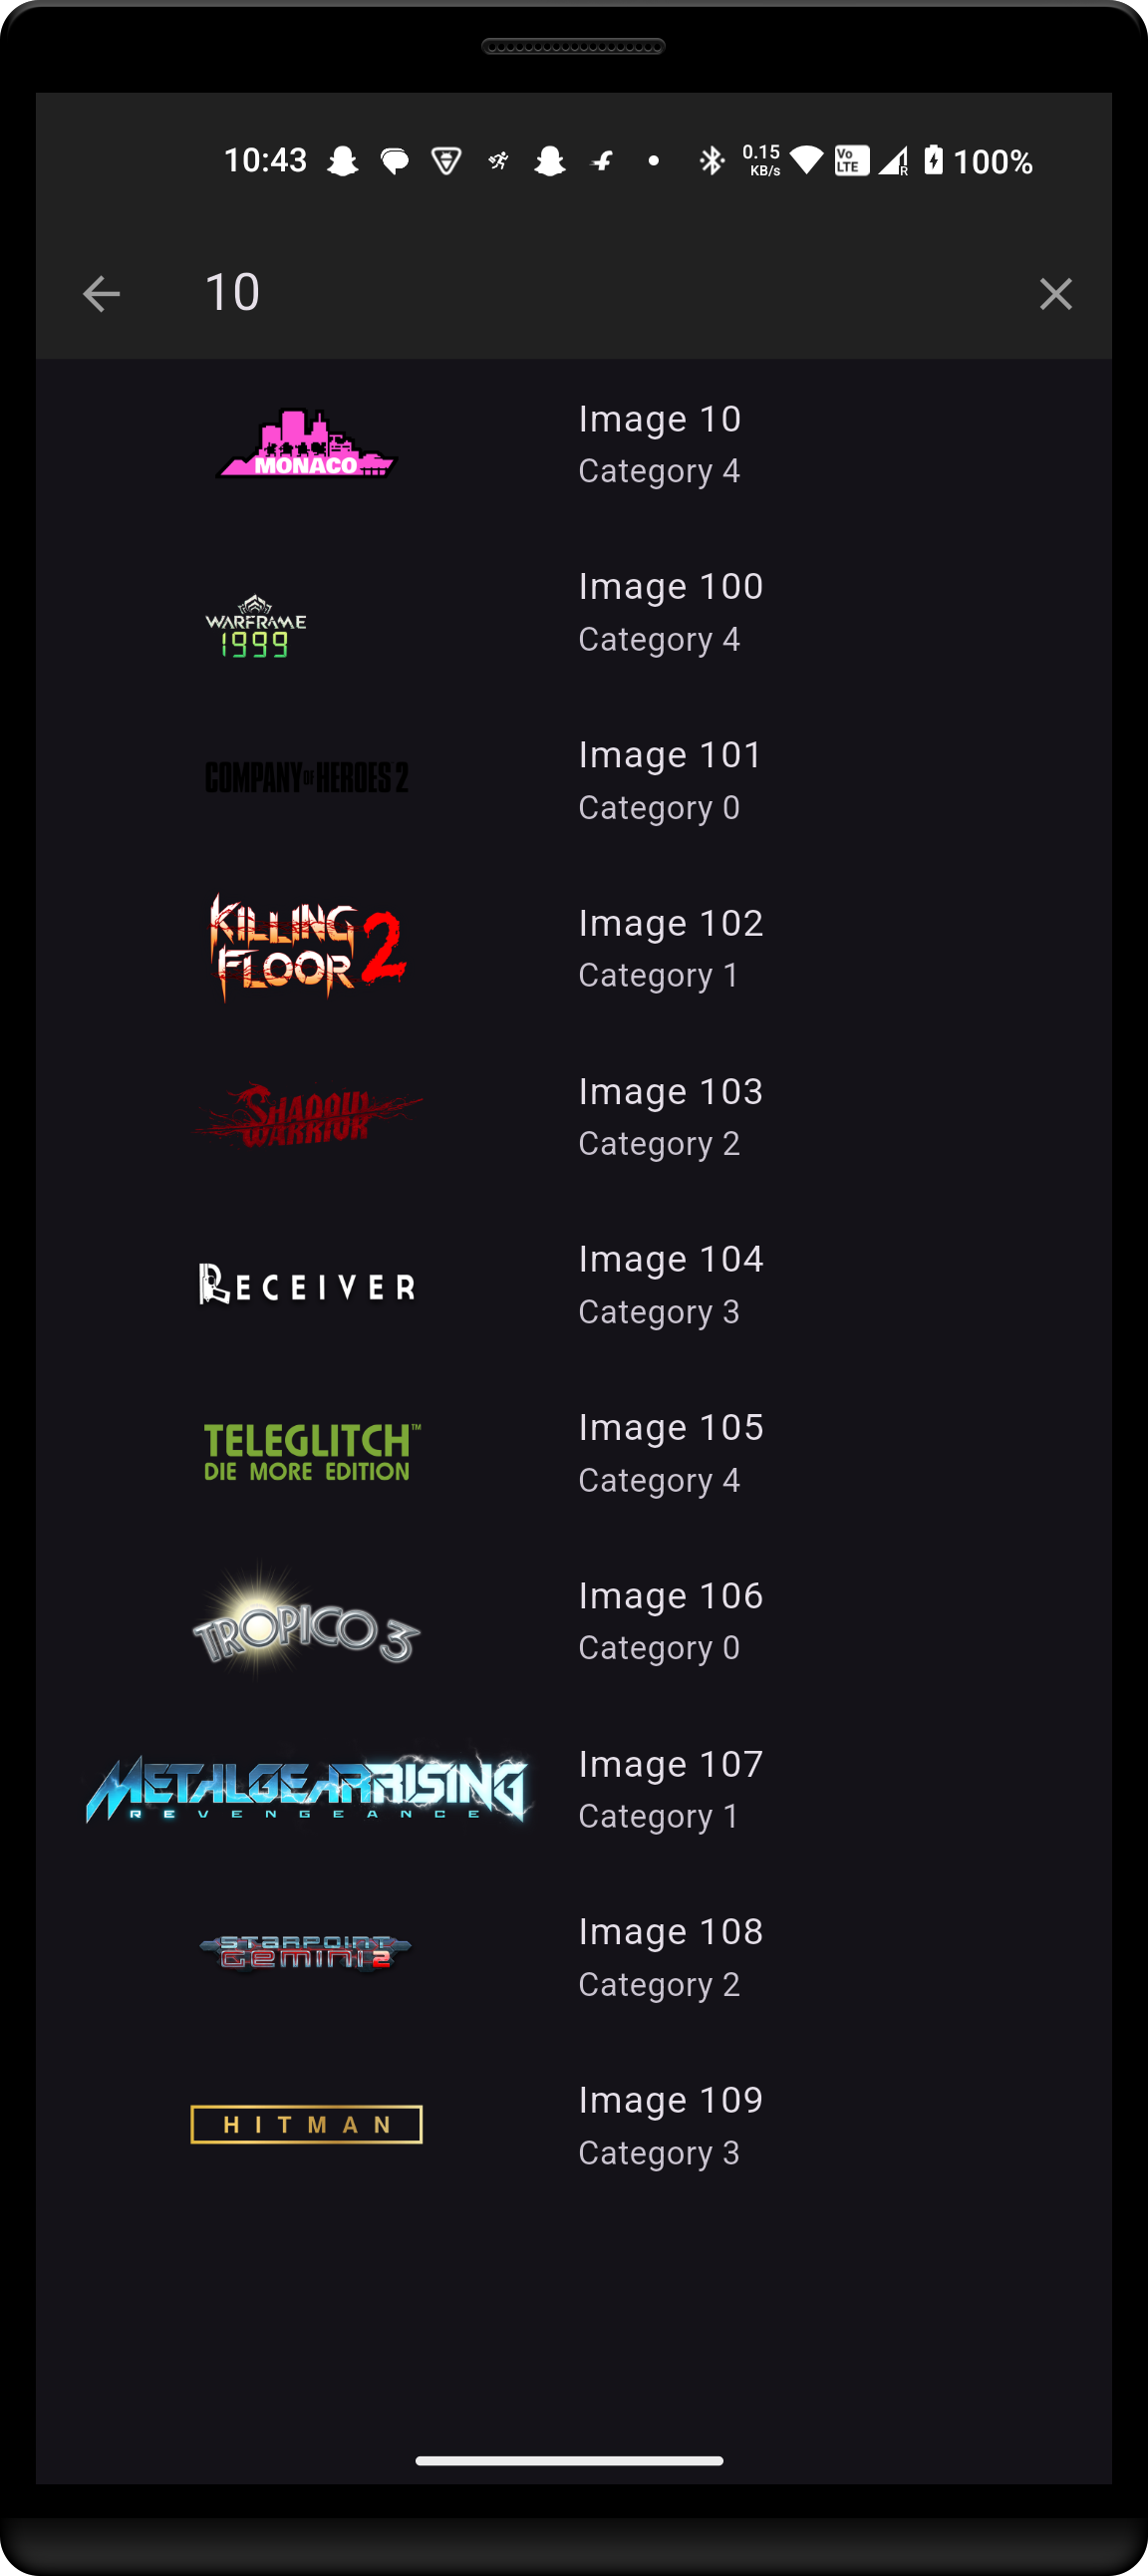 10:43 0.15 KB/s Vo LTE R 100%
10
MONACO
Image 10
Category 4
WARFRAME
1999
Image 100
Category 4
COMPANY OF HEROES 2
Image 101
Category 0
KILLING
FLOOR 2
Image 102
Category 1
SHADOW
WARRIOR
Image 103
Category 2
RECEIVER
Image 104
Category 3
TELEGLITCH™
DIE MORE EDITION
Image 105
Category 4
TROPICO 3
Image 106
Category 0
METAL GEAR RISING
REVENGEANCE
Image 107
Category 1
STARPOINT
GEMINI 2
Image 108
Category 2
HITMAN
Image 109
Category 3